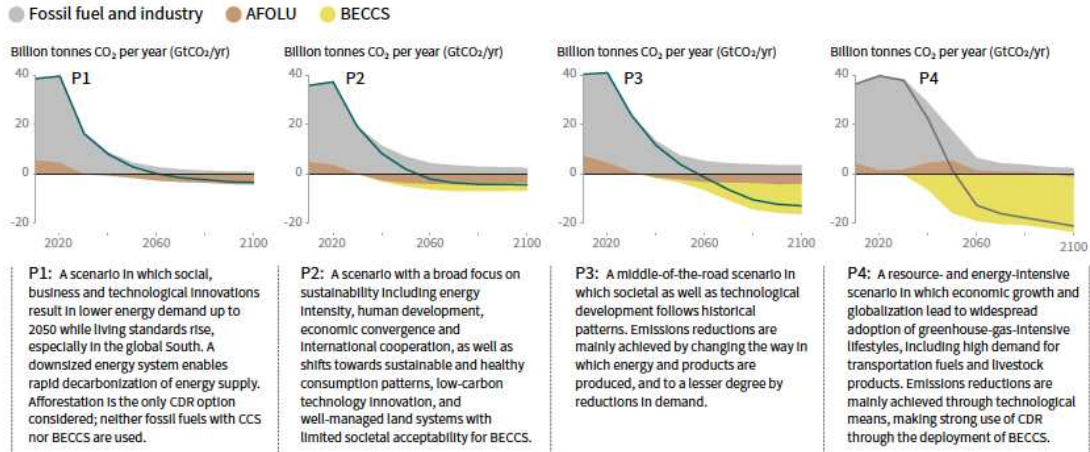 Fossil fuel and industry AFOLU BECCS
Billion tonnes CO₂ per year (GtCO₂/yr)
40
20
0
-20
P1
2020 2060 2100
Billion tonnes CO₂ per year (GtCO₂/yr)
40
20
0
-20
P2
2020 2060 2100
Billion tonnes CO₂ per year (GtCO₂/yr)
40
20
0
-20
P3
2020 2060 2100
Billion tonnes CO₂ per year (GtCO₂/yr)
40
20
0
-20
P4
2020 2060 2100
P1: A scenario in which social,
business and technological innovations
result in lower energy demand up to
2050 while living standards rise,
especially in the global South. A
downsized energy system enables
rapid decarbonization of energy supply.
Afforestation is the only CDR option
considered; neither fossil fuels with CCS
nor BECCS are used.
P2: A scenario with a broad focus on
sustainability including energy
intensity, human development,
economic convergence and
international cooperation, as well as
shifts towards sustainable and healthy
consumption patterns, low-carbon
technology innovation, and
well-managed land systems with
limited societal acceptability for BECCS.
P3: A middle-of-the-road scenario in
which societal as well as technological
development follows historical
patterns. Emissions reductions are
mainly achieved by changing the way in
which energy and products are
produced, and to a lesser degree by
reductions in demand.
P4: A resource- and energy-intensive
scenario in which economic growth and
globalization lead to widespread
adoption of greenhouse-gas-intensive
lifestyles, including high demand for
transportation fuels and livestock
products. Emissions reductions are
mainly achieved through technological
means, making strong use of CDR
through the deployment of BECCS.